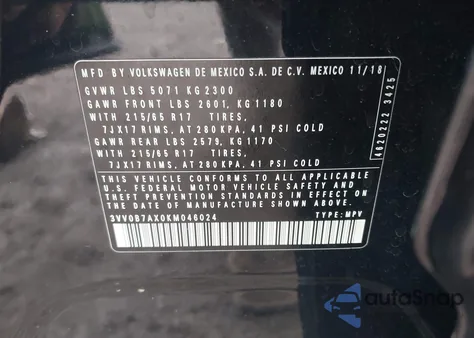 MFD BY VOLKSWAGEN DE MEXICO S.A. DE C.V. MEXICO 11/18
GVWR LBS 5071 KG 2300
GAWR FRONT LBS 2601, KG 1180
WITH 215/65 R17 TIRES,
7JX17 RIMS, AT 280 KPA, 41 PSI COLD
GAWR REAR LBS 2579, KG 1170
WITH 215/65 R17 TIRES,
7JX17 RIMS, AT 280 KPA, 41 PSI COLD
THIS VEHICLE CONFORMS TO ALL APPLICABLE
U.S. FEDERAL MOTOR VEHICLE SAFETY AND
THEFT PREVENTION STANDARDS IN EFFECT ON
THE DATE OF MANUFACTURE SHOWN ABOVE.
3VV0B7AX0KM046024 TYPE: MPV
4620222 3425
autoSnap